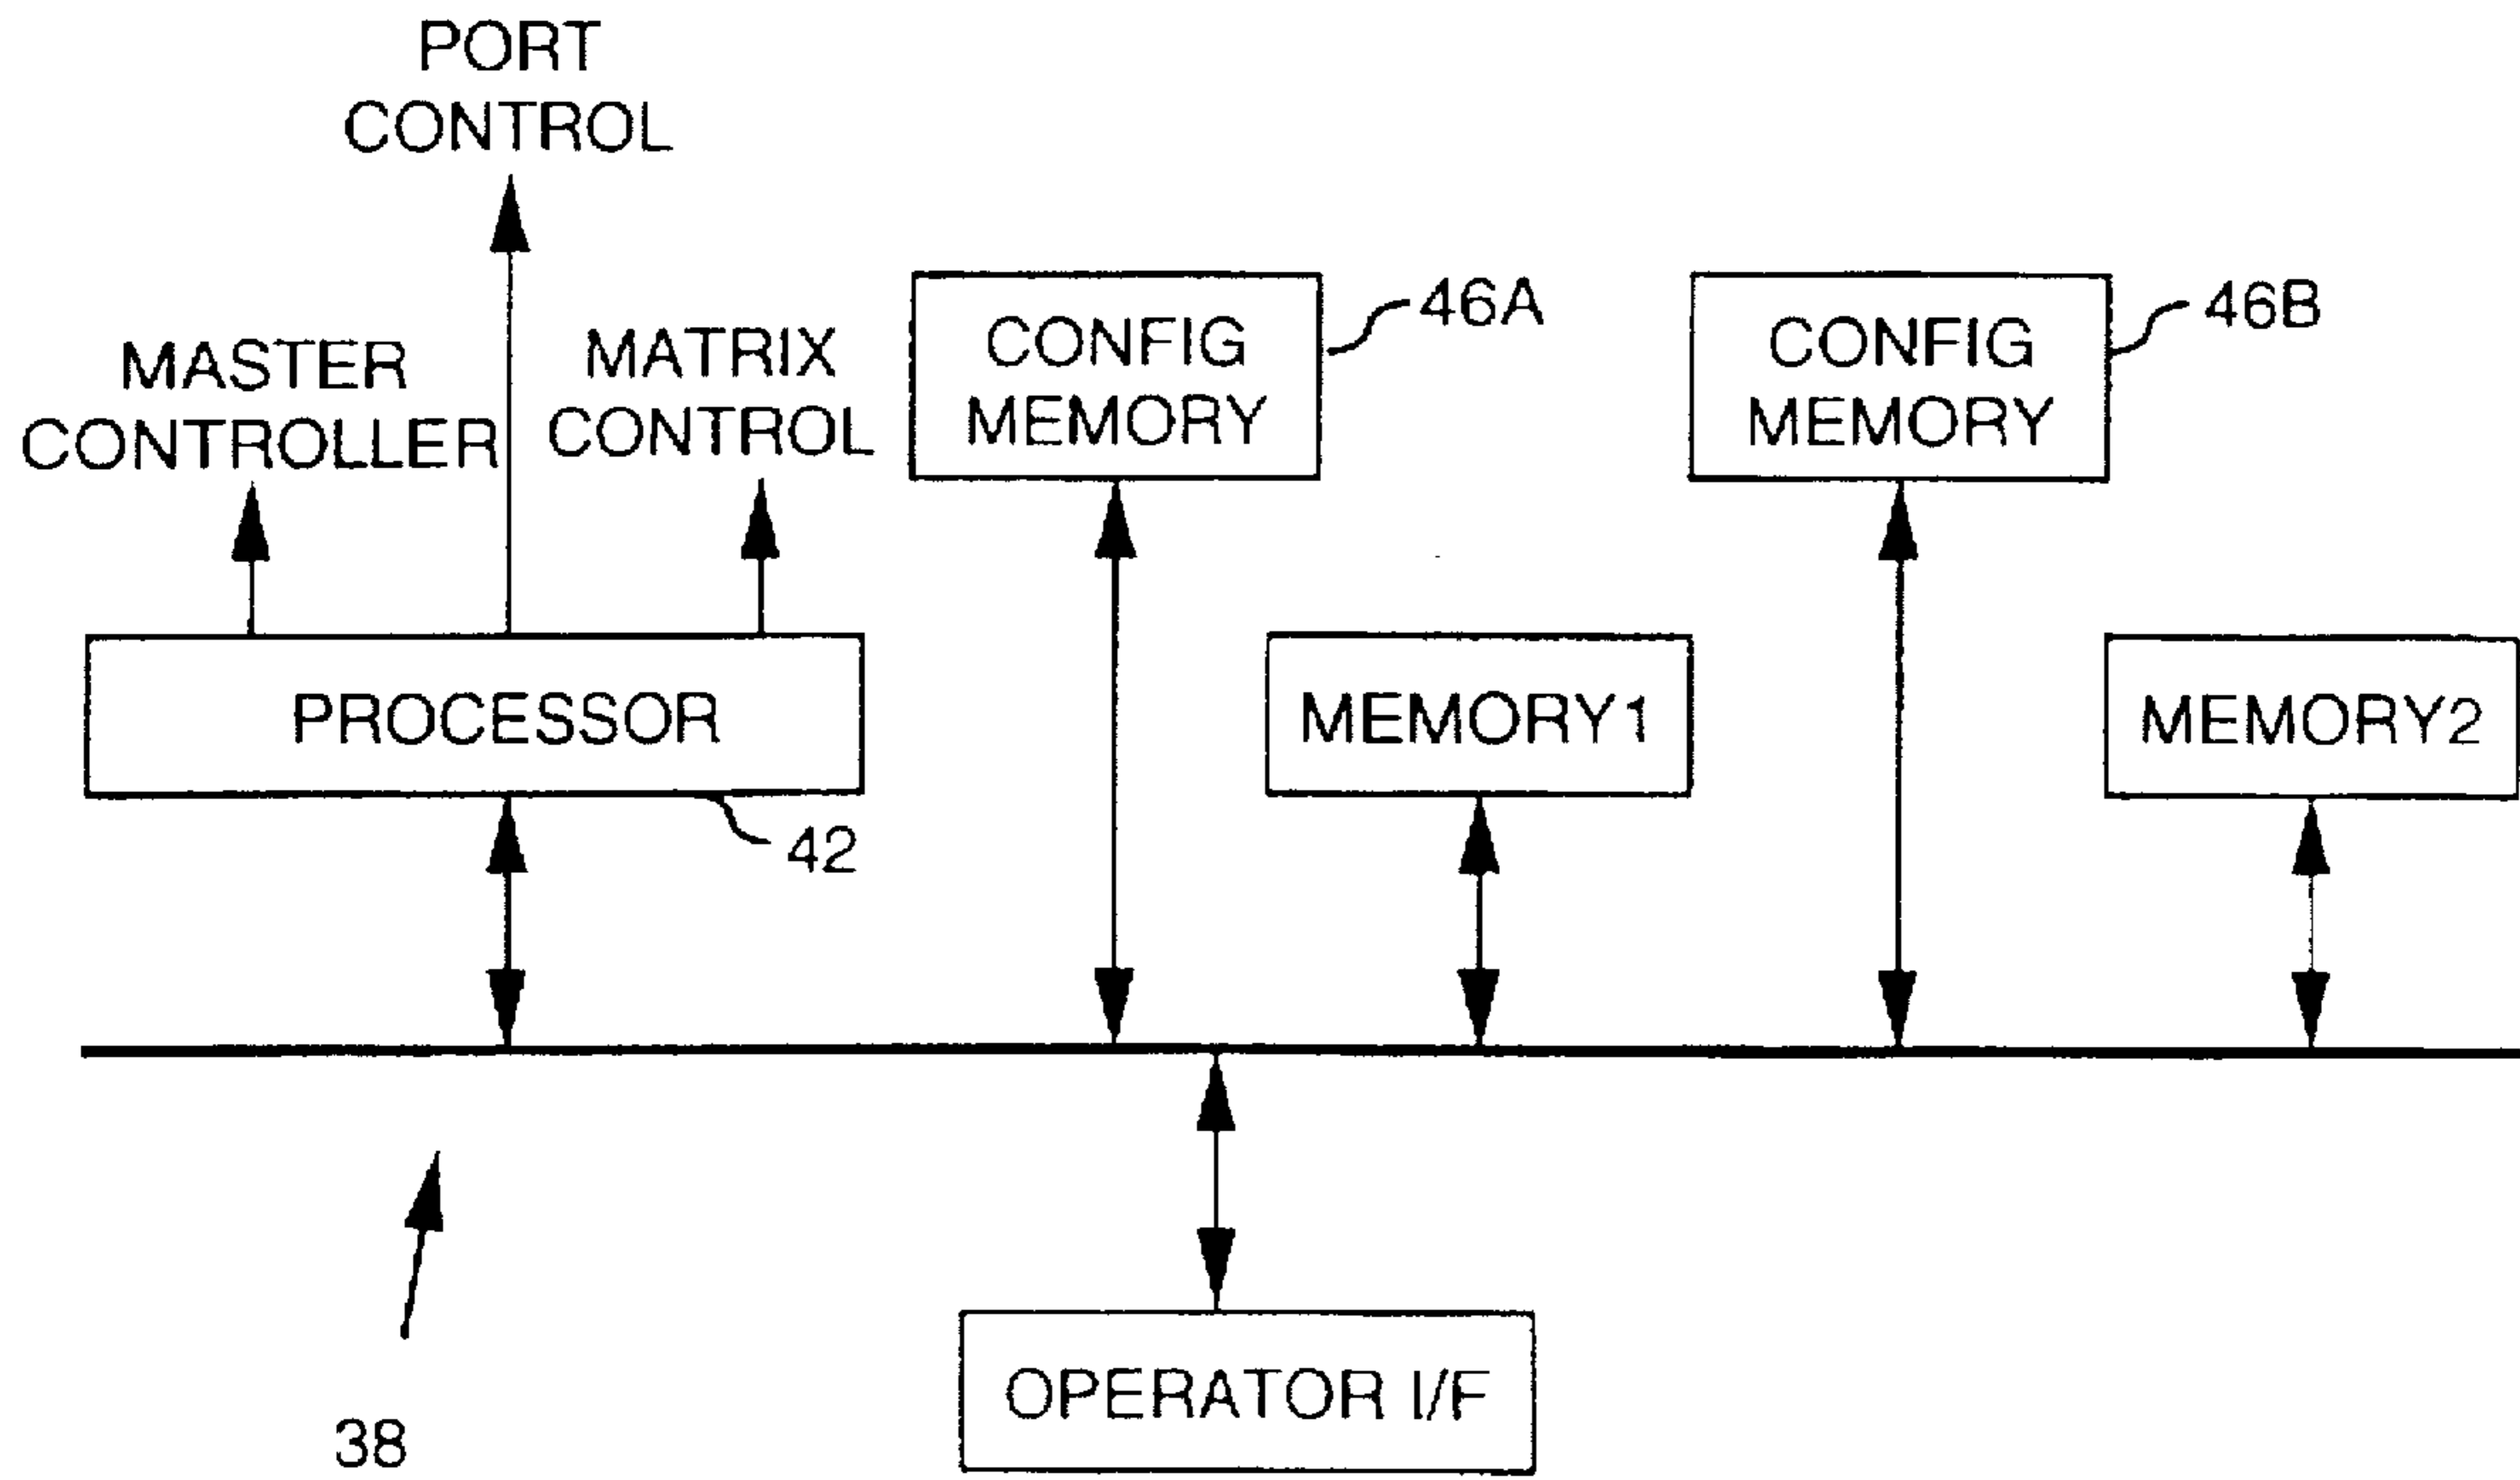 PORT
CONTROL
MASTER
CONTROLLER
MATRIX
CONTROL
CONFIG
MEMORY
46A
CONFIG
MEMORY
46B
PROCESSOR
42
MEMORY1
MEMORY2
38
OPERATOR I/F